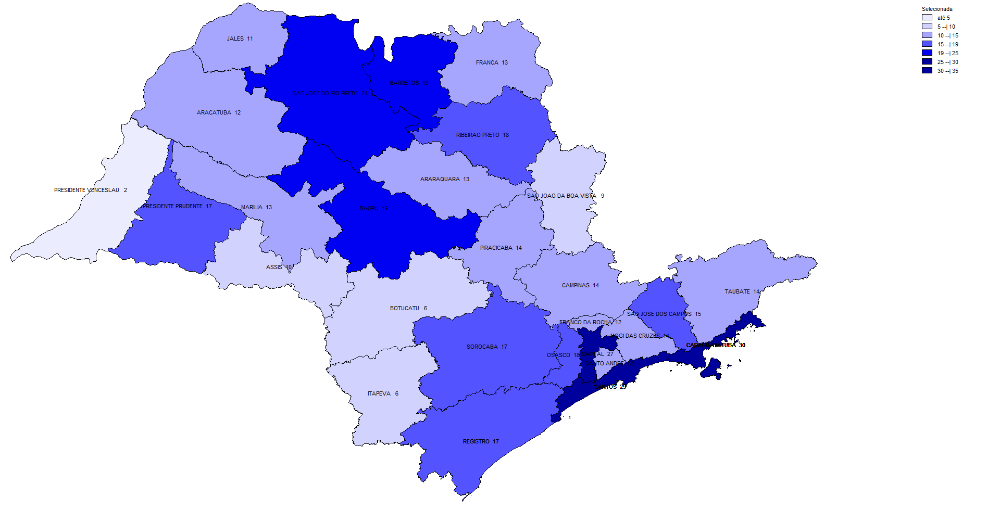 Selecionada
até 5
5 --| 10
10 --| 15
15 --| 19
19 --| 25
25 --| 30
30 --| 35
JALES 11
FRANCA 13
BARRETOS 19
SAO JOSE DO RIO PRETO 21
ARACATUBA 12
RIBEIRAO PRETO 18
ARARAQUARA 13
PRESIDENTE VENCESLAU 2
SAO JOAO DA BOA VISTA 9
PRESIDENTE PRUDENTE 17
MARILIA 13
BAURU 19
PIRACICABA 14
ASSIS 10
CAMPINAS 14
TAUBATE 14
BOTUCATU 6
SAO JOSE DOS CAMPOS 15
FRANCO DA ROCHA 12
MOGI DAS CRUZES 14
CARAGUATATUBA 30
SOROCABA 17
OSASCO 18
CAPITAL 27
SANTO ANDRE
SANTOS 29
ITAPEVA 6
REGISTRO 17